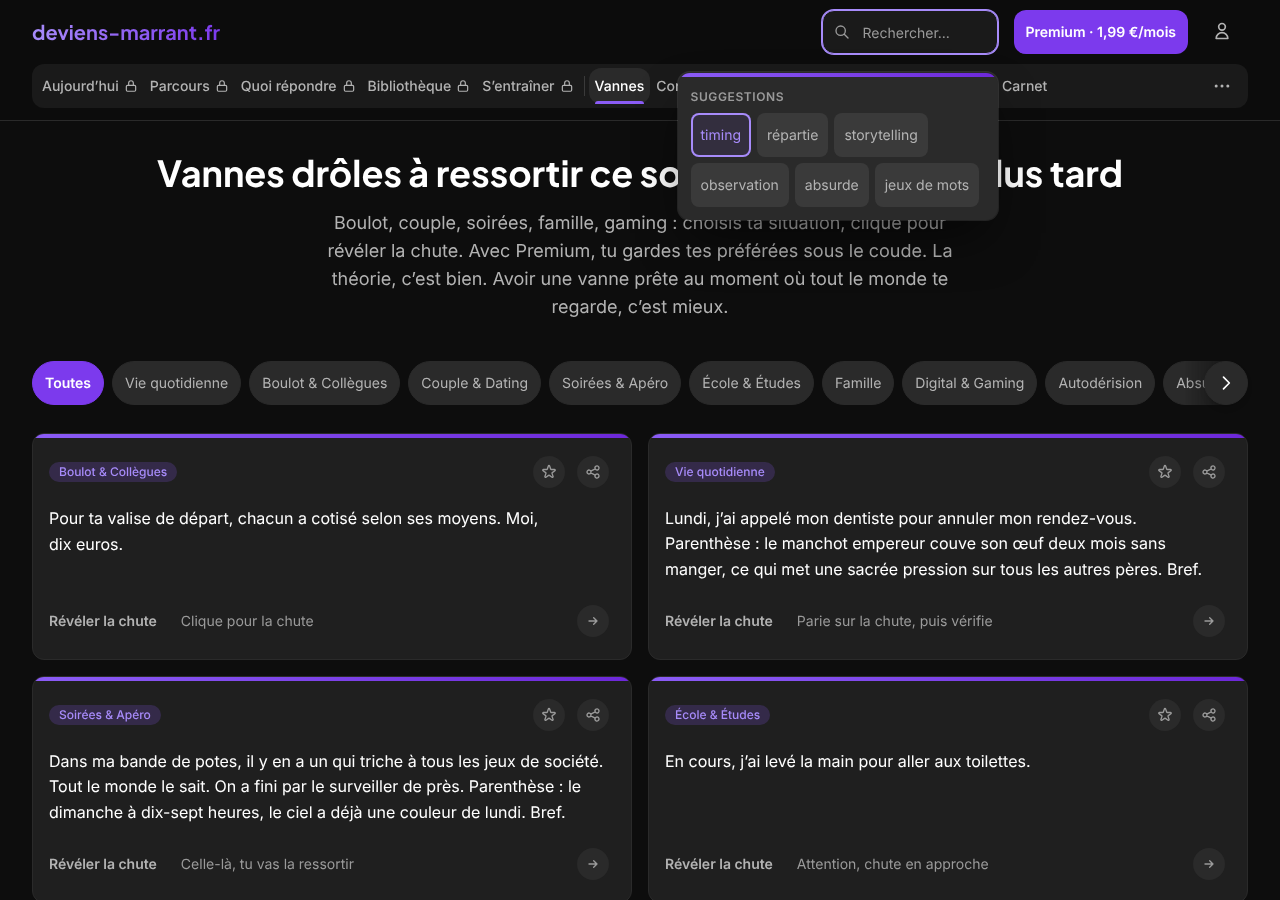 deviens-marrant.fr
Rechercher...
Premium · 1,99 €/mois
Aujourd’hui
Parcours
Quoi répondre
Bibliothèque
S’entraîner
Vannes
Carnet
SUGGESTIONS
timing
répartie
storytelling
observation
absurde
jeux de mots
Vannes drôles à ressortir ce so lus tard
Boulot, couple, soirées, famille, gaming : choisis ta situation, clique pour
révéler la chute. Avec Premium, tu gardes tes préférées sous le coude. La
théorie, c’est bien. Avoir une vanne prête au moment où tout le monde te
regarde, c’est mieux.
Toutes
Vie quotidienne
Boulot & Collègues
Couple & Dating
Soirées & Apéro
École & Études
Famille
Digital & Gaming
Autodérision
Boulot & Collègues
Pour ta valise de départ, chacun a cotisé selon ses moyens. Moi,
dix euros.
Révéler la chute
Clique pour la chute
Vie quotidienne
Lundi, j’ai appelé mon dentiste pour annuler mon rendez-vous.
Parenthèse : le manchot empereur couve son œuf deux mois sans
manger, ce qui met une sacrée pression sur tous les autres pères. Bref.
Révéler la chute
Parie sur la chute, puis vérifie
Soirées & Apéro
Dans ma bande de potes, il y en a un qui triche à tous les jeux de société.
Tout le monde le sait. On a fini par le surveiller de près. Parenthèse : le
dimanche à dix-sept heures, le ciel a déjà une couleur de lundi. Bref.
Révéler la chute
Celle-là, tu vas la ressortir
École & Études
En cours, j’ai levé la main pour aller aux toilettes.
Révéler la chute
Attention, chute en approche